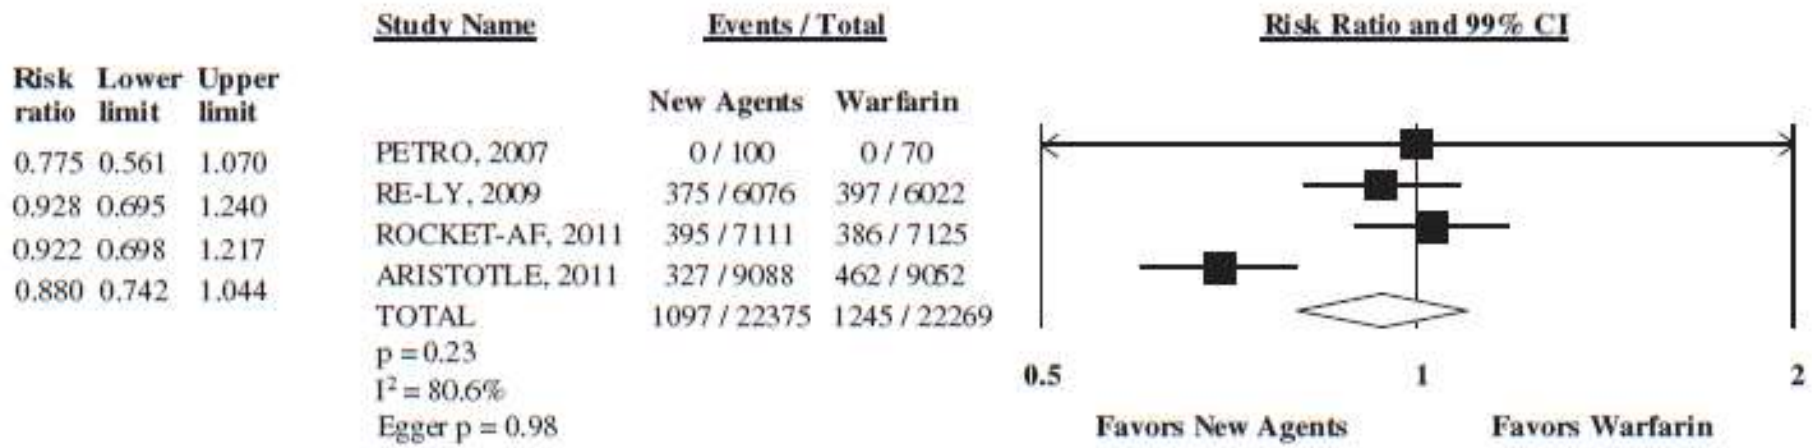 Study Name Events / Total Risk Ratio and 99% CI
Risk Lower Upper
ratio limit limit
New Agents Warfarin
0.775 0.561 1.070
0.928 0.695 1.240
0.922 0.698 1.217
0.880 0.742 1.044
PETRO, 2007 0 / 100 0 / 70
RE-LY, 2009 375 / 6076 397 / 6022
ROCKET-AF, 2011 395 / 7111 386 / 7125
ARISTOTLE, 2011 327 / 9088 462 / 9052
TOTAL 1097 / 22375 1245 / 22269
p = 0.23
I² = 80.6%
Egger p = 0.98
0.5 1 2
Favors New Agents Favors Warfarin